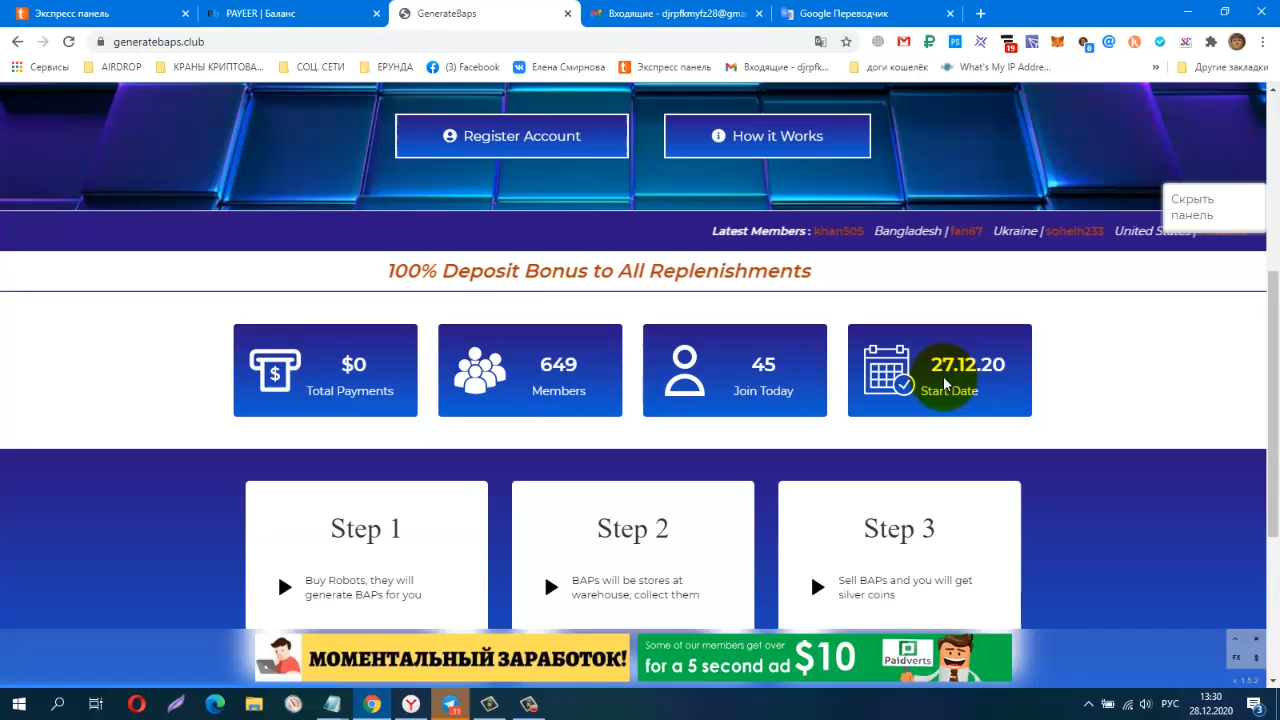 Экспресс панель
PAYEER | Баланс
GenerateBaps
Входящие - djrpfkmyfz28@gma
Google Переводчик
generatebaps.club
19
0
Сервисы
AIRDROP
КРАНЫ КРИПТОВА...
СОЦ. СЕТИ
ЕРУНДА
(3) Facebook
Елена Смирнова
Экспресс панель
Входящие - djrpfk...
доги кошелёк
What's My IP Addre...
Другие закладки
Register Account
How it Works
Скрыть
панель
Latest Members : khan505 Bangladesh | fan67 Ukraine | sohelh233 United States |
100% Deposit Bonus to All Replenishments
$0
Total Payments
649
Members
45
Join Today
27.12.20
Start Date
Step 1
Buy Robots, they will
generate BAPs for you
Step 2
BAPs will be stores at
warehouse, collect them
Step 3
Sell BAPs and you will get
silver coins
МОМЕНТАЛЬНЫЙ ЗАРАБОТОК!
Some of our members get over
for a 5 second ad $10
Paidverts
FX $
v. 1.5.2
РУС
13:30
28.12.2020